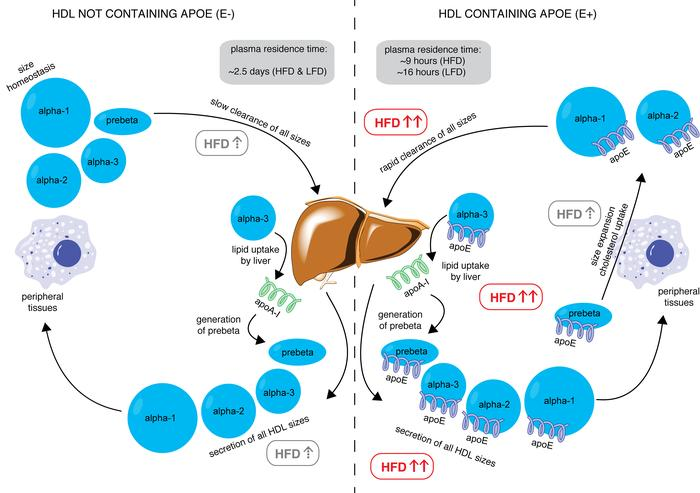 HDL NOT CONTAINING APOE (E-)
plasma residence time:
~2.5 days (HFD & LFD)
size
homeostasis
alpha-1
prebeta
alpha-2
alpha-3
slow clearance of all sizes
HFD ⇡
peripheral
tissues
alpha-3
lipid uptake
by liver
apoA-I
generation
of prebeta
prebeta
alpha-3
alpha-2
alpha-1
secretion of all HDL sizes
HFD ⇡
HDL CONTAINING APOE (E+)
plasma residence time:
~9 hours (HFD)
~16 hours (LFD)
HFD ↑↑
rapid clearance of all sizes
alpha-1
apoE
alpha-2
apoE
HFD ⇡
size expansion
cholesterol uptake
peripheral
tissues
alpha-3
apoE
lipid uptake
by liver
apoA-I
HFD ↑↑
generation
of prebeta
prebeta
apoE
prebeta
apoE
alpha-3
apoE
alpha-2
apoE
alpha-1
apoE
secretion of all HDL sizes
HFD ↑↑